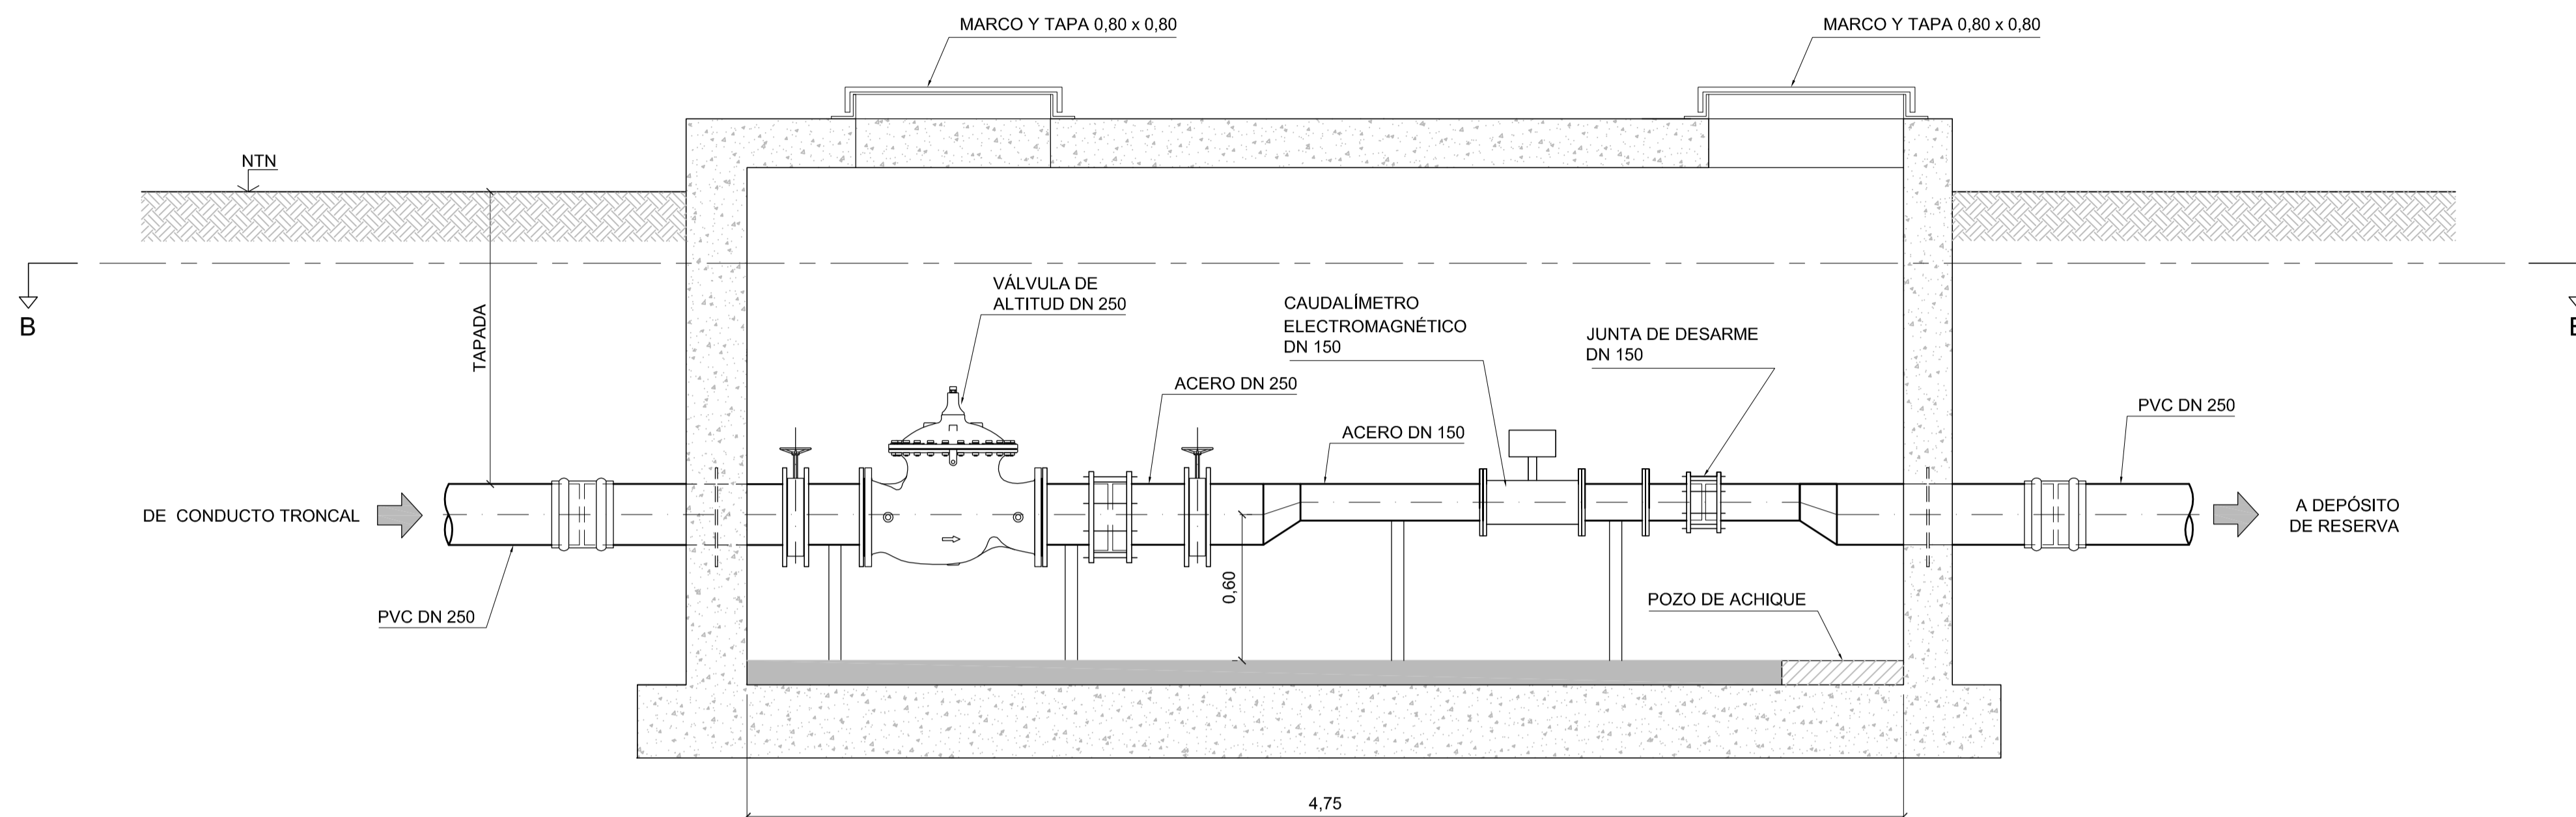 MARCO Y TAPA 0,80 x 0,80
MARCO Y TAPA 0,80 x 0,80
NTN
B
TAPADA
VÁLVULA DE
ALTITUD DN 250
CAUDALÍMETRO
ELECTROMAGNÉTICO
DN 150
JUNTA DE DESARME
DN 150
ACERO DN 250
ACERO DN 150
PVC DN 250
DE CONDUCTO TRONCAL
A DEPÓSITO
DE RESERVA
0,60
POZO DE ACHIQUE
PVC DN 250
4,75